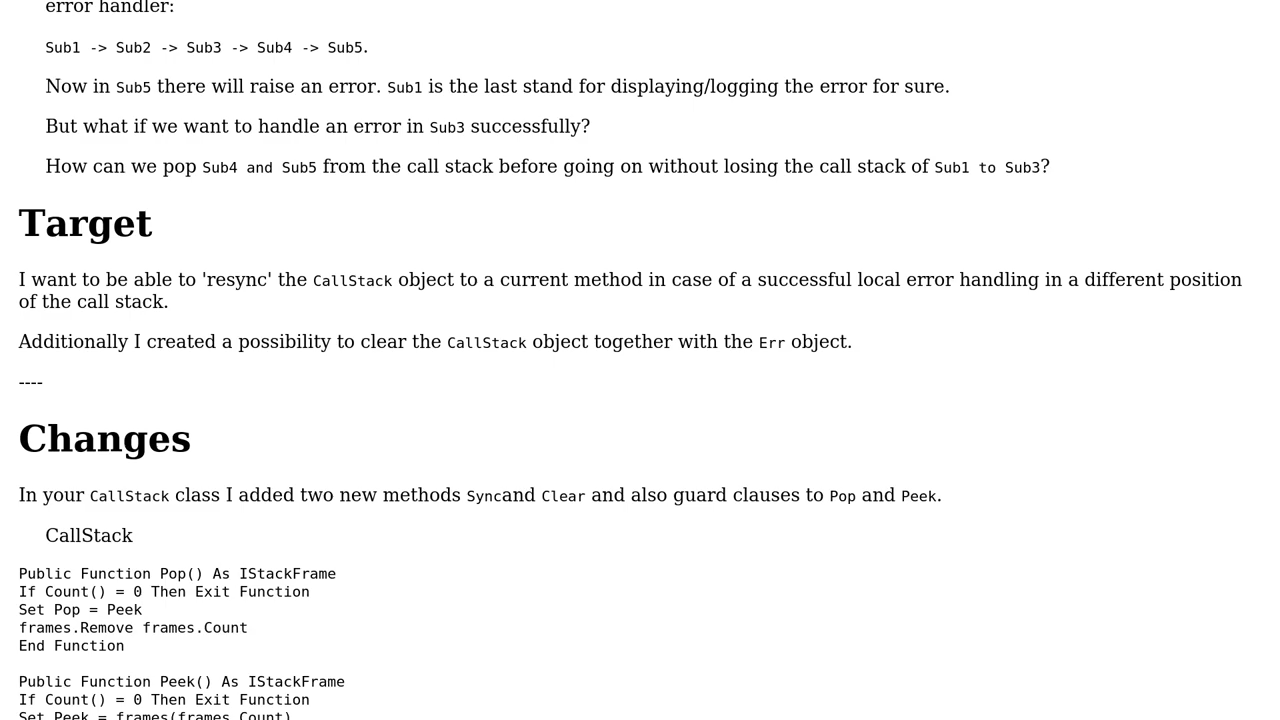 error handler:
Sub1 -> Sub2 -> Sub3 -> Sub4 -> Sub5.
Now in Sub5 there will raise an error. Sub1 is the last stand for displaying/logging the error for sure.
But what if we want to handle an error in Sub3 successfully?
How can we pop Sub4 and Sub5 from the call stack before going on without losing the call stack of Sub1 to Sub3?
Target
I want to be able to 'resync' the CallStack object to a current method in case of a successful local error handling in a different position
of the call stack.
Additionally I created a possibility to clear the CallStack object together with the Err object.
----
Changes
In your CallStack class I added two new methods Syncand Clear and also guard clauses to Pop and Peek.
CallStack
Public Function Pop() As IStackFrame
If Count() = 0 Then Exit Function
Set Pop = Peek
frames.Remove frames.Count
End Function
Public Function Peek() As IStackFrame
If Count() = 0 Then Exit Function
Set Peek = frames(frames.Count)